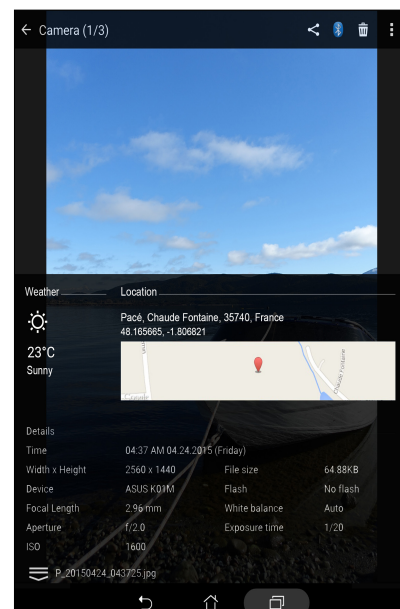 Camera (1/3)
Weather Location
Pacé, Chaude Fontaine, 35740, France
48.165665, -1.806821
23°C
Sunny
Chaude Fontaine
Details
Time 04:37 AM 04.24.2015 (Friday)
Width x Height 2560 x 1440 File size 64.88KB
Device ASUS K01M Flash No flash
Focal Length 2.96 mm White balance Auto
Aperture f/2.0 Exposure time 1/20
ISO 1600
P_20150424_043725.jpg